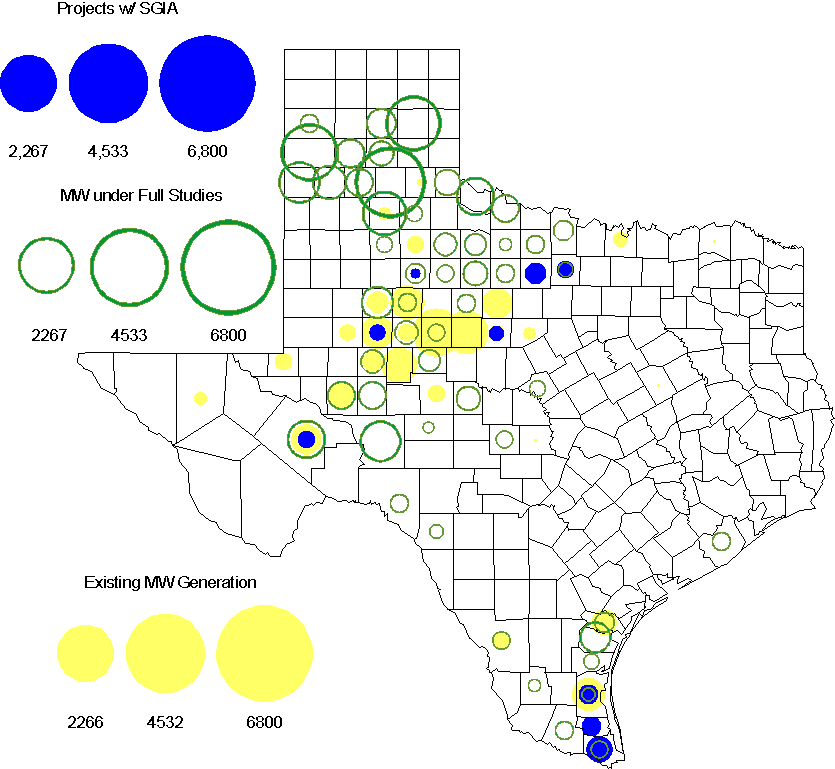 Projects w/ SGIA
2,267 4,533 6,800
MW under Full Studies
2267 4533 6800
Existing MW Generation
2266 4532 6800